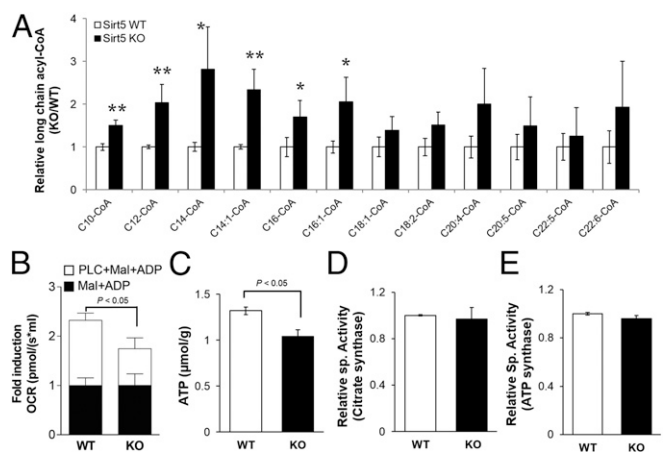 A
Relative long chain acyl-CoA
(KO/WT)
4
3
2
1
0
Sirt5 WT
Sirt5 KO
**
**
*
**
*
*
C10-CoA
C12-CoA
C14-CoA
C14:1-CoA
C16-CoA
C16:1-CoA
C18:1-CoA
C18:2-CoA
C20:4-CoA
C20:5-CoA
C22:5-CoA
C22:6-CoA
B
PLC+Mal+ADP
Mal+ADP
P < 0.05
Fold induction
OCR (pmol/(s*ml)
3
2
1
0
WT
KO
C
P < 0.05
ATP (μmol/g)
1.5
1
0.5
0
WT
KO
D
Relative sp. Activity
(Citrate synthase)
1.2
0.8
0.4
0
WT
KO
E
Relative Sp. Activity
(ATP synthase)
1.2
0.8
0.4
0
WT
KO